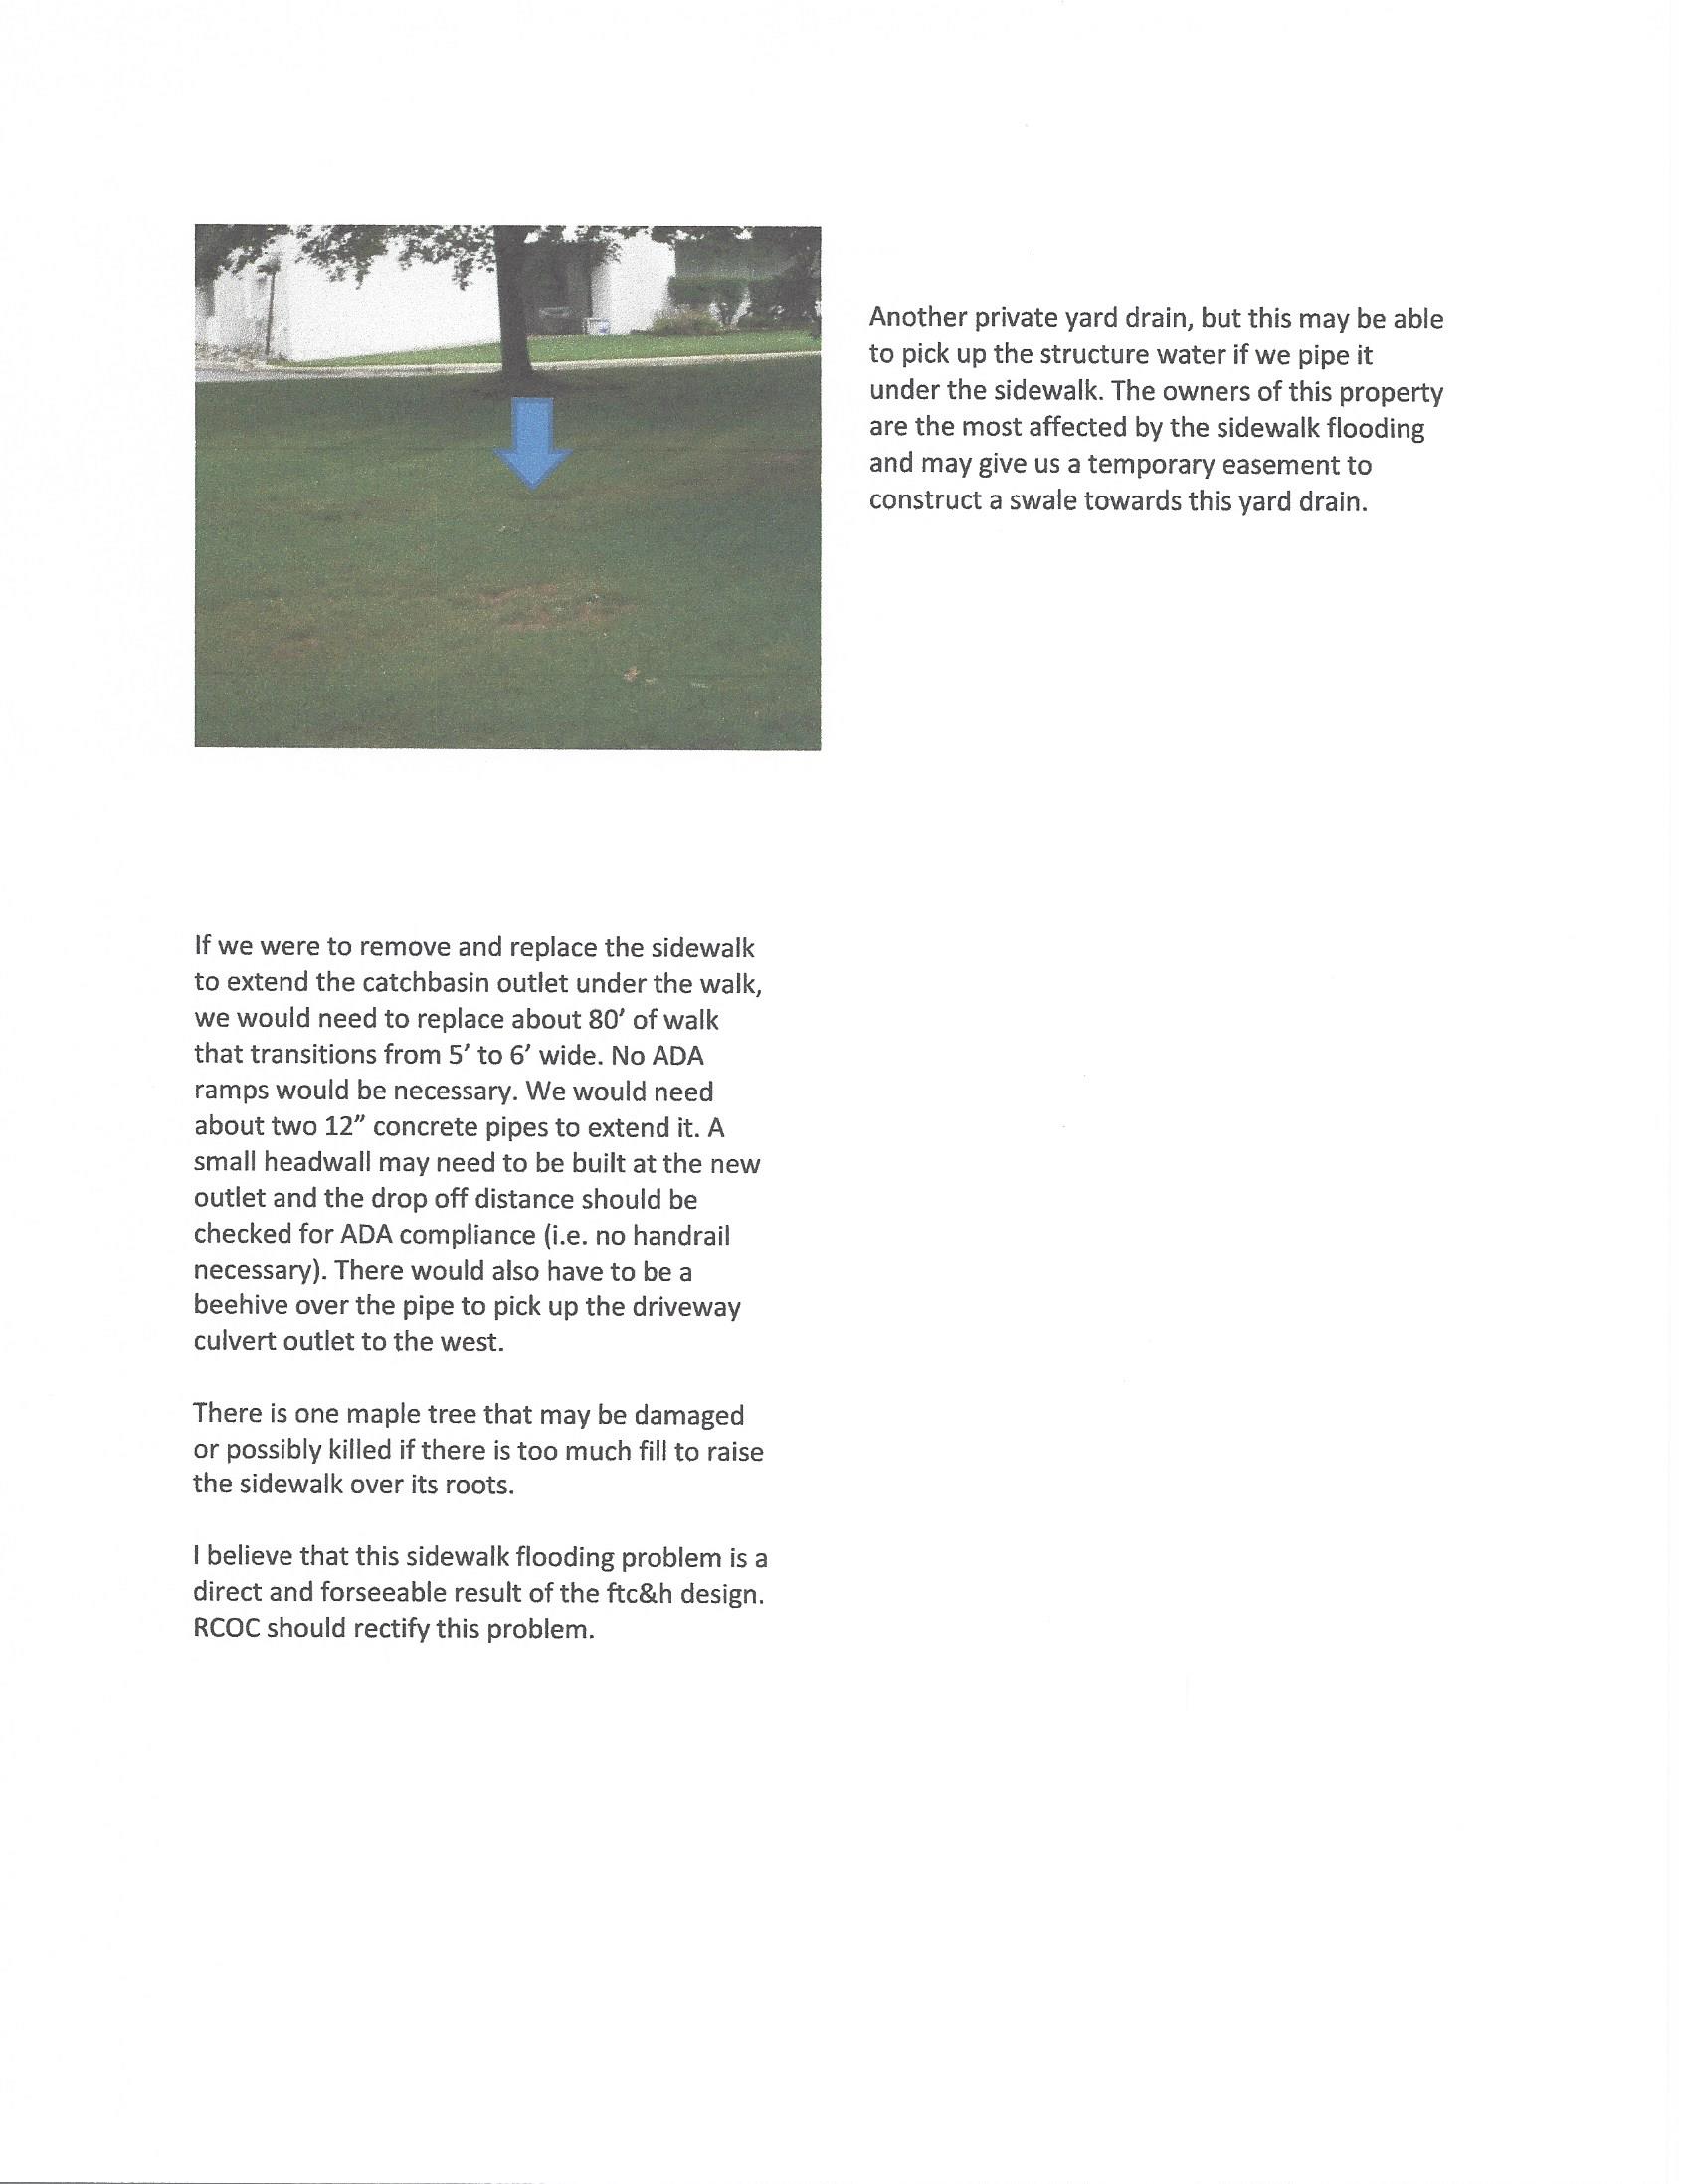 Another private yard drain, but this may be able
to pick up the structure water if we pipe it
under the sidewalk. The owners of this property
are the most affected by the sidewalk flooding
and may give us a temporary easement to
construct a swale towards this yard drain.
If we were to remove and replace the sidewalk
to extend the catchbasin outlet under the walk,
we would need to replace about 80’ of walk
that transitions from 5’ to 6’ wide. No ADA
ramps would be necessary. We would need
about two 12” concrete pipes to extend it. A
small headwall may need to be built at the new
outlet and the drop off distance should be
checked for ADA compliance (i.e. no handrail
necessary). There would also have to be a
beehive over the pipe to pick up the driveway
culvert outlet to the west.
There is one maple tree that may be damaged
or possibly killed if there is too much fill to raise
the sidewalk over its roots.
I believe that this sidewalk flooding problem is a
direct and forseeable result of the ftc&h design.
RCOC should rectify this problem.